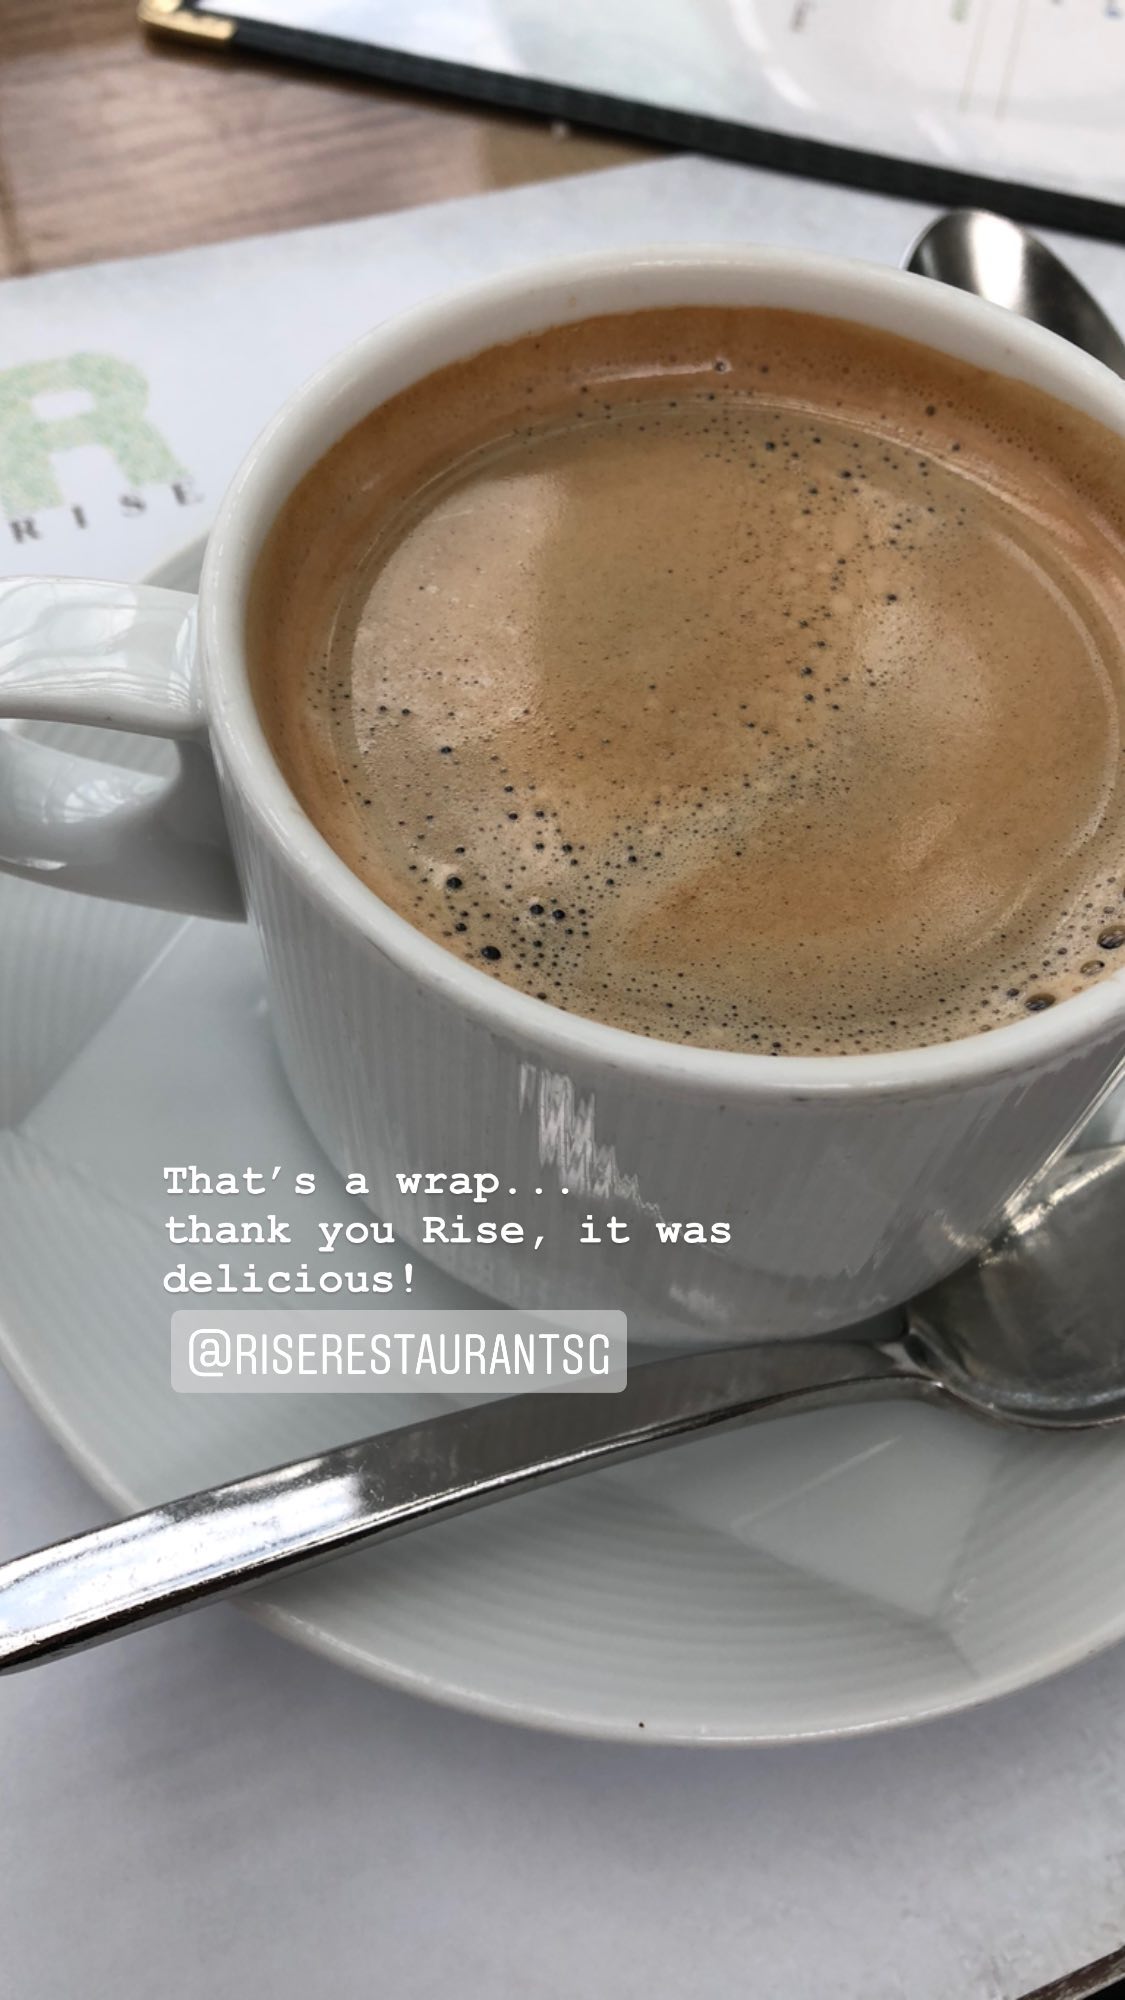 R
RISE
That’s a wrap...
thank you Rise, it was
delicious!
@RISERESTAURANTSG